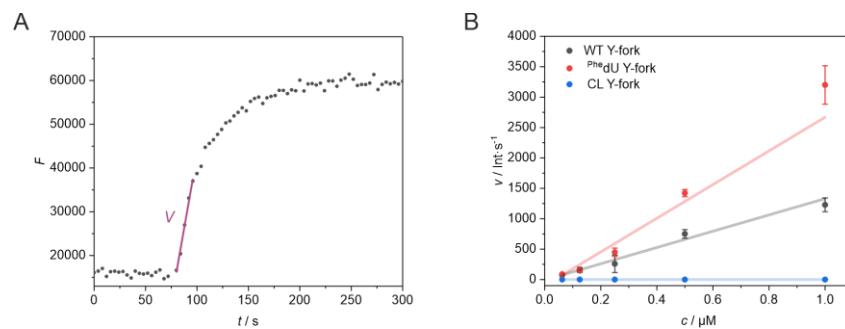 A
70000
60000
50000
40000
30000
20000
F
V
0
50
100
150
200
250
300
t / s
B
4000
3500
3000
2500
2000
1500
1000
500
0
v / Int·s⁻¹
WT Y-fork
ᴾʰᵉdU Y-fork
CL Y-fork
0.0
0.2
0.4
0.6
0.8
1.0
c / µM